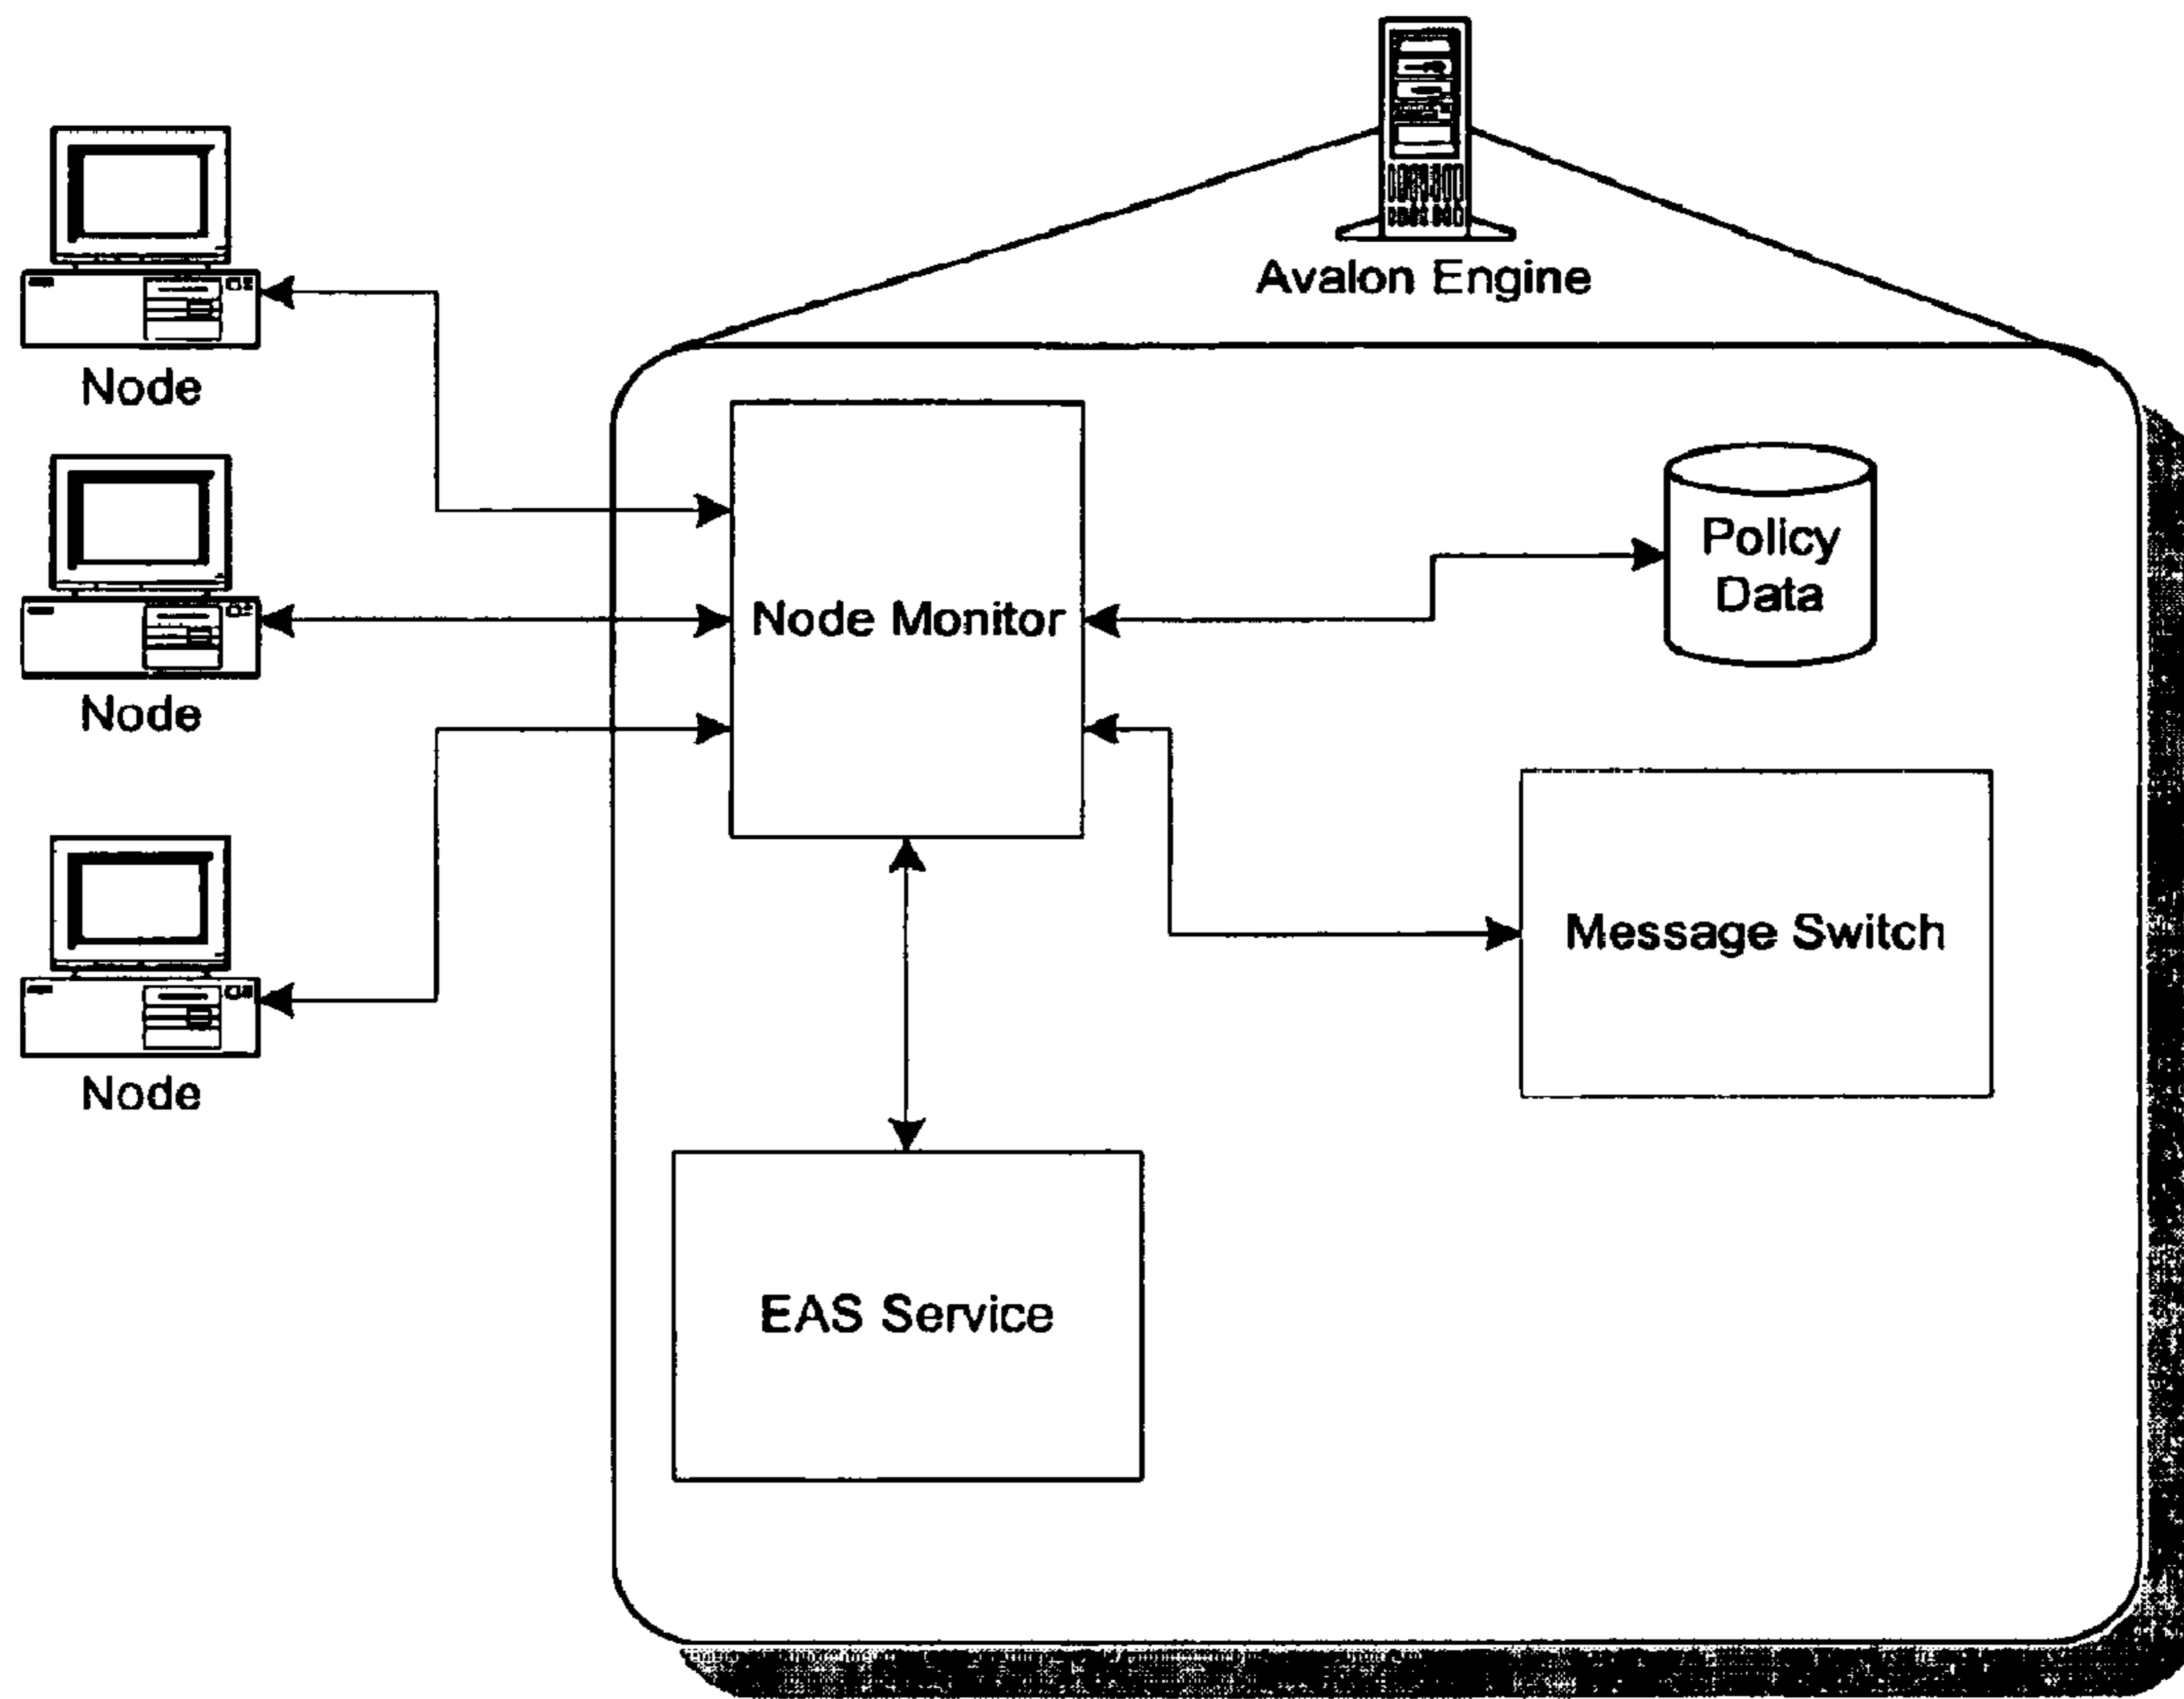 Avalon Engine
Node
Node
Node
Node Monitor
Policy
Data
Message Switch
EAS Service